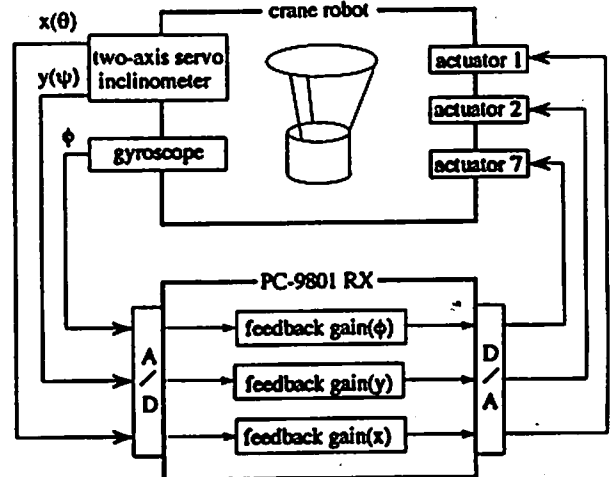 crane robot
x(θ)
two-axis servo
inclinometer
y(ψ)
ϕ
gyroscope
actuator 1
actuator 2
actuator 7
PC-9801 RX
A
/
D
feedback gain(ϕ)
feedback gain(y)
feedback gain(x)
D
/
A